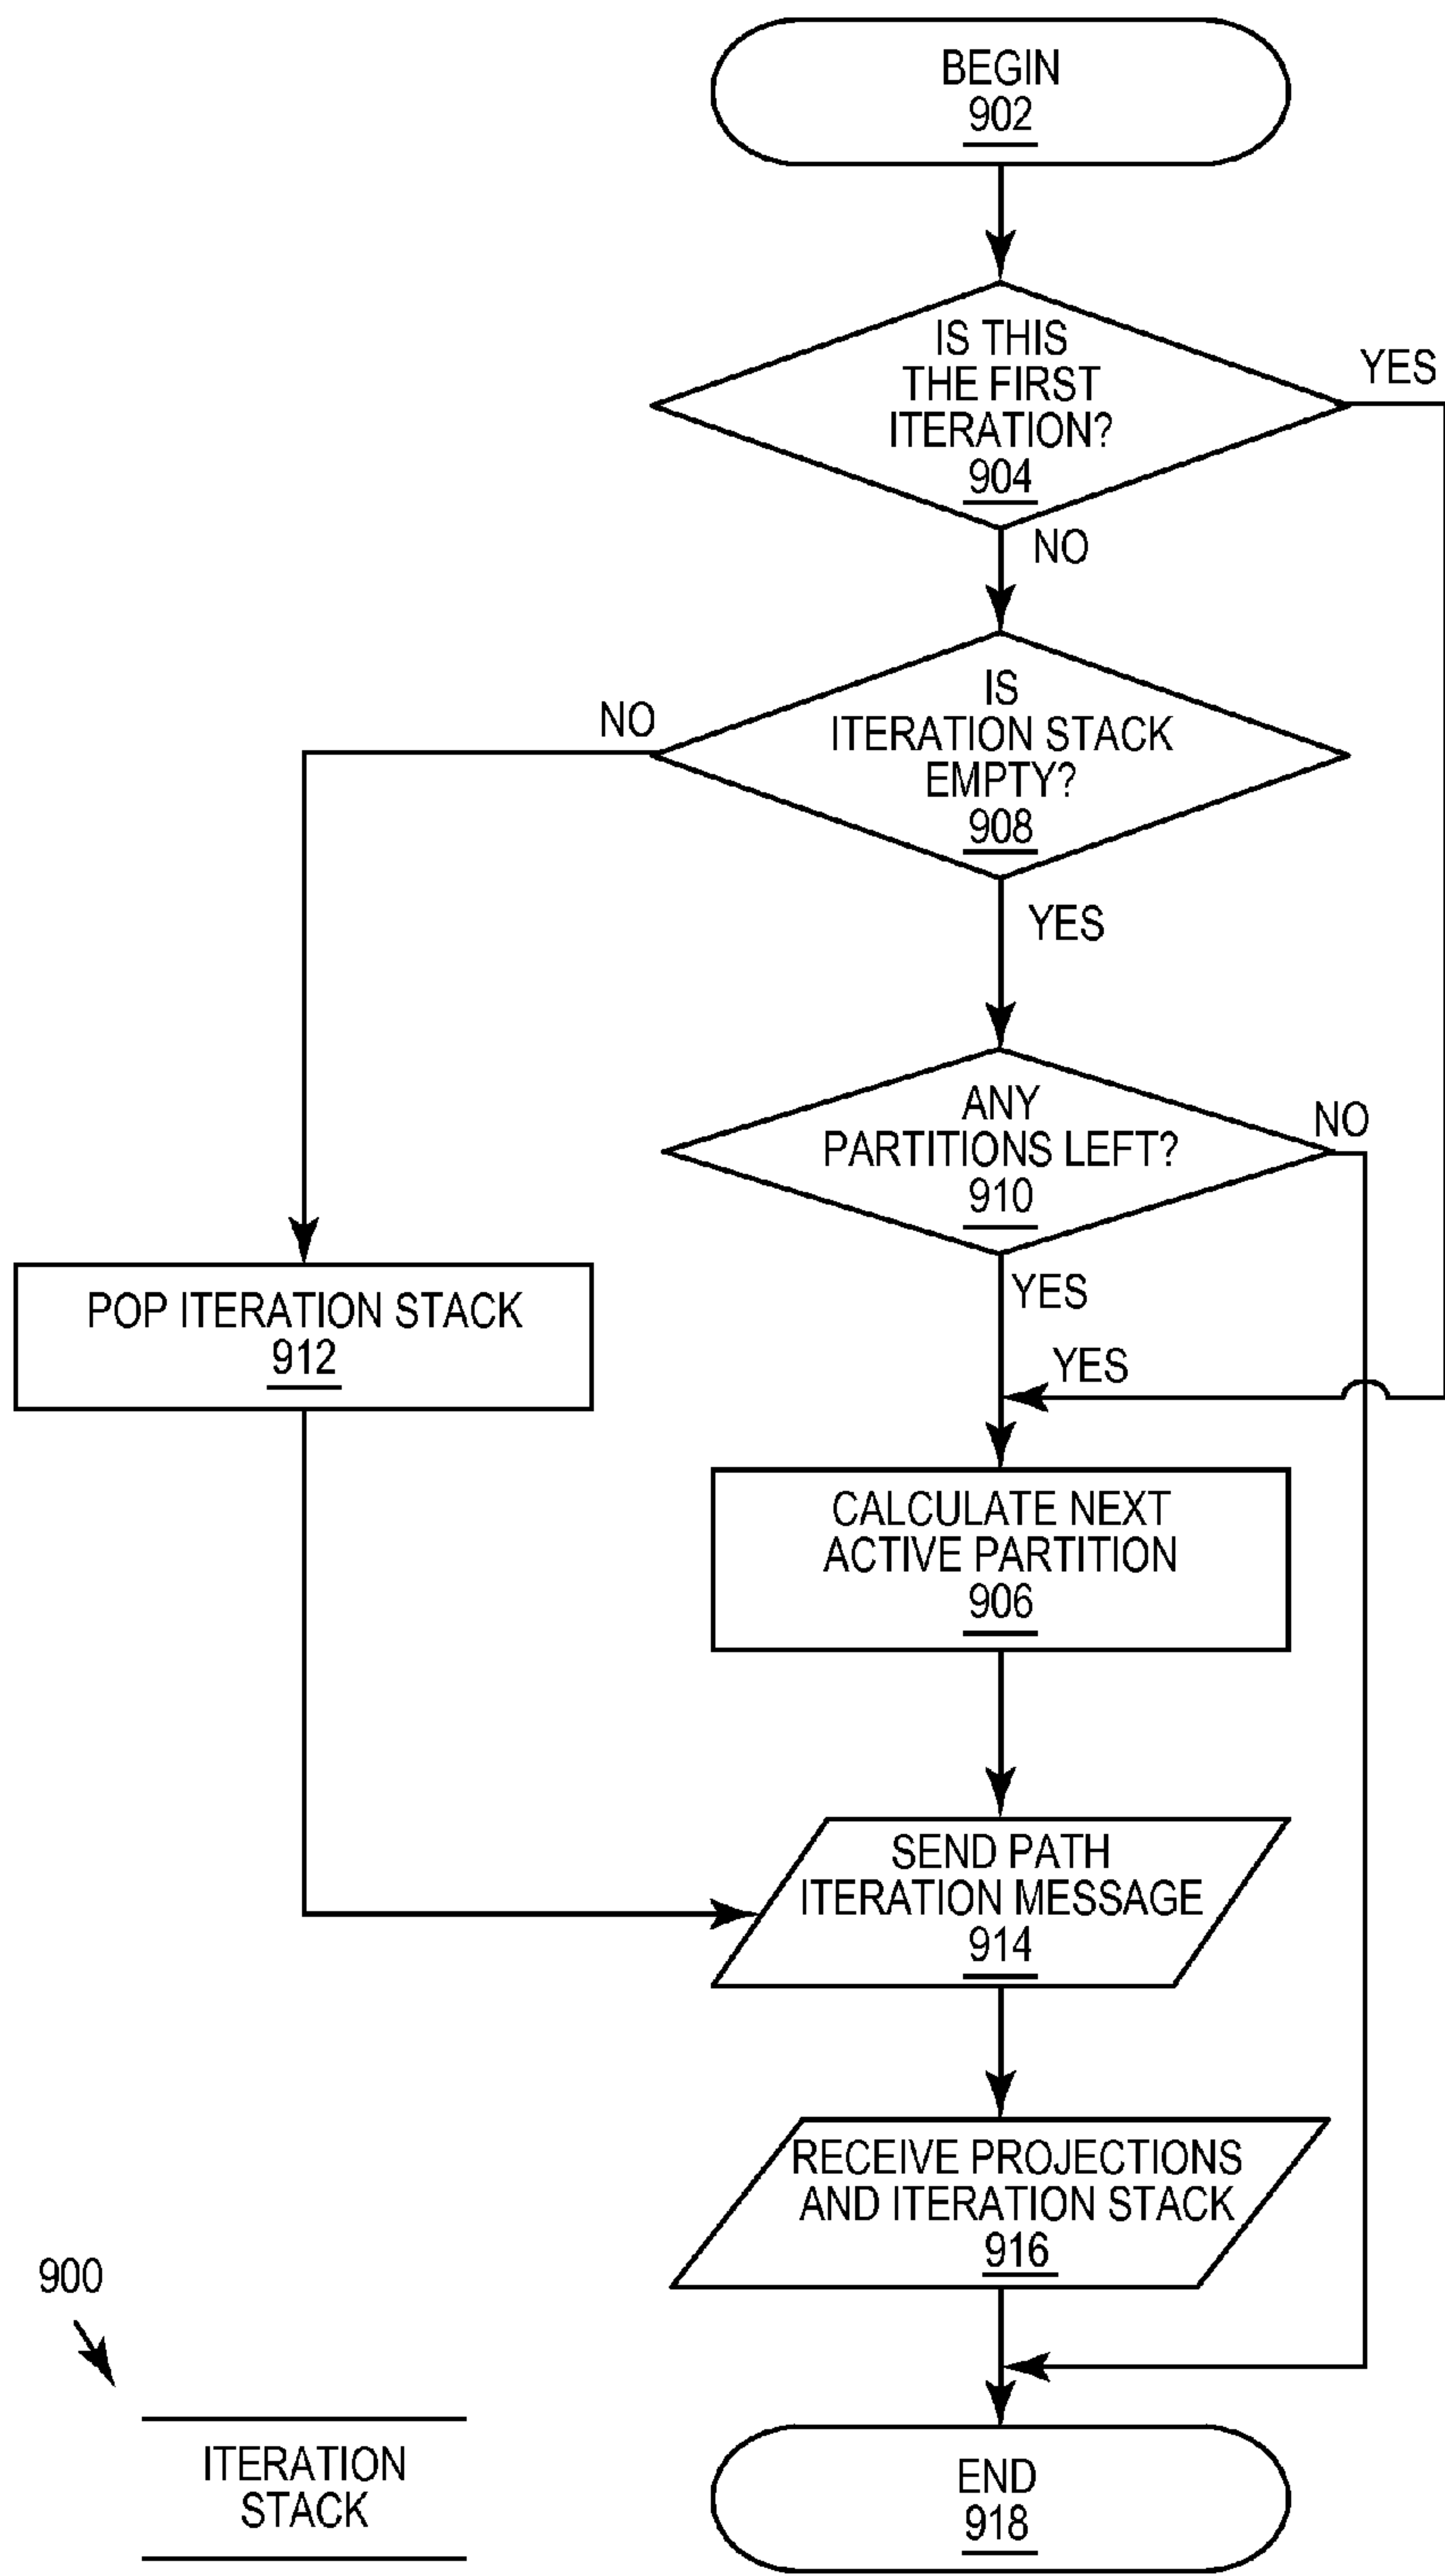 BEGIN
902
IS THIS
THE FIRST
ITERATION?
904
YES
NO
IS
ITERATION STACK
EMPTY?
908
NO
YES
ANY
PARTITIONS LEFT?
910
NO
YES
POP ITERATION STACK
912
YES
CALCULATE NEXT
ACTIVE PARTITION
906
SEND PATH
ITERATION MESSAGE
914
RECEIVE PROJECTIONS
AND ITERATION STACK
916
900
ITERATION
STACK
END
918